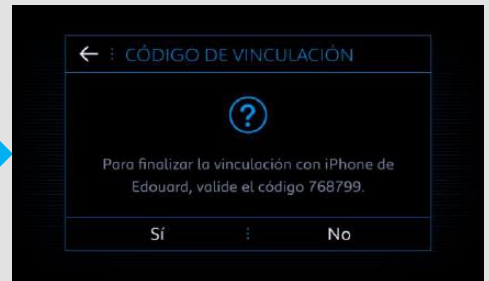 ← CÓDIGO DE VINCULACIÓN
?
Para finalizar la vinculación con iPhone de
Edouard, valide el código 768799.
Sí
No